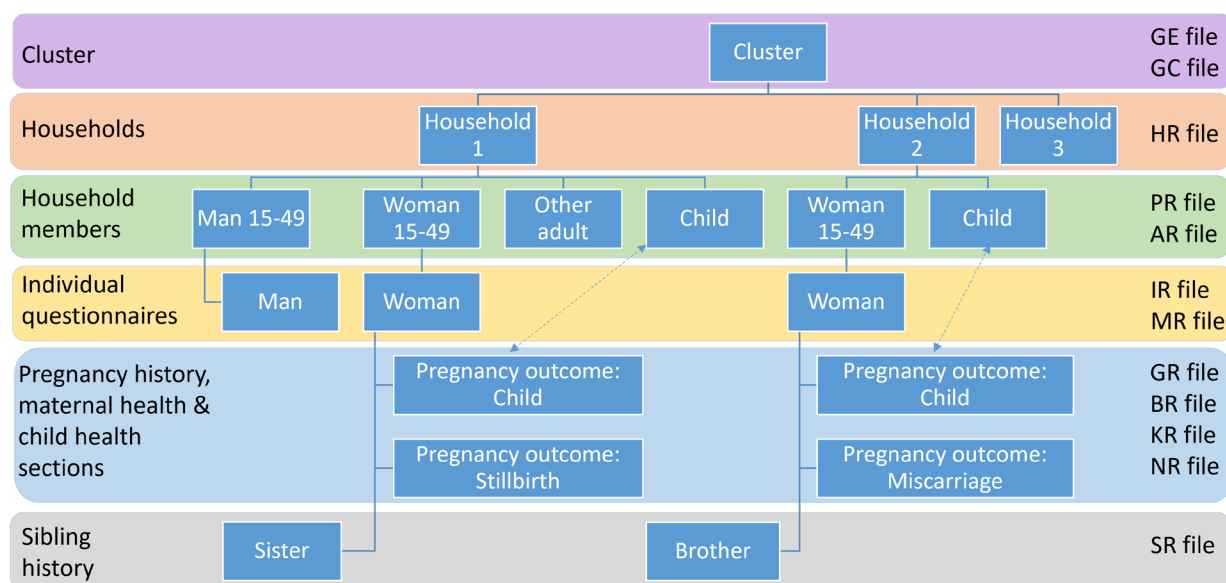 Cluster
Cluster
GE file
GC file
Households
Household
1
Household
2
Household
3
HR file
Household
members
Man 15-49
Woman
15-49
Other
adult
Child
Woman
15-49
Child
PR file
AR file
Individual
questionnaires
Man
Woman
Woman
IR file
MR file
Pregnancy history,
maternal health &
child health
sections
Pregnancy outcome:
Child
Pregnancy outcome:
Child
Pregnancy outcome:
Stillbirth
Pregnancy outcome:
Miscarriage
GR file
BR file
KR file
NR file
Sibling
history
Sister
Brother
SR file